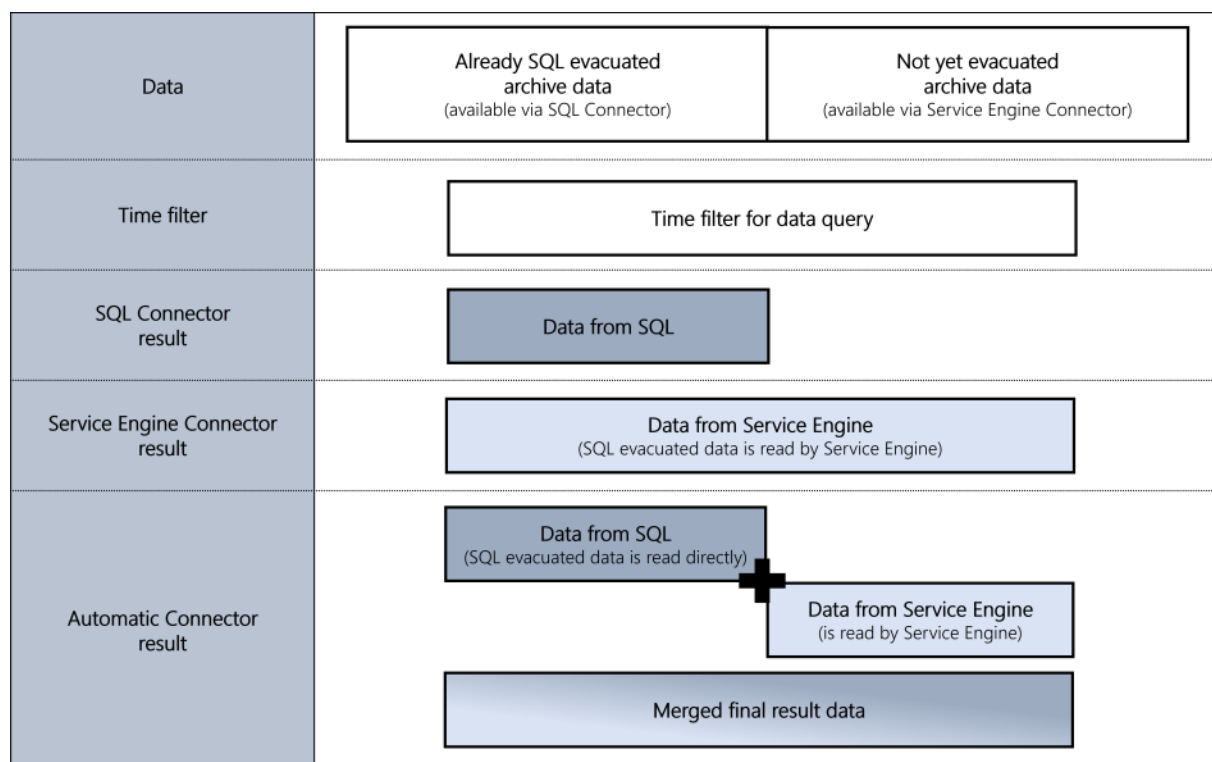 Data
Already SQL evacuated
archive data
(available via SQL Connector)
Not yet evacuated
archive data
(available via Service Engine Connector)
Time filter
Time filter for data query
SQL Connector
result
Data from SQL
Service Engine Connector
result
Data from Service Engine
(SQL evacuated data is read by Service Engine)
Automatic Connector
result
Data from SQL
(SQL evacuated data is read directly)
Data from Service Engine
(is read by Service Engine)
Merged final result data